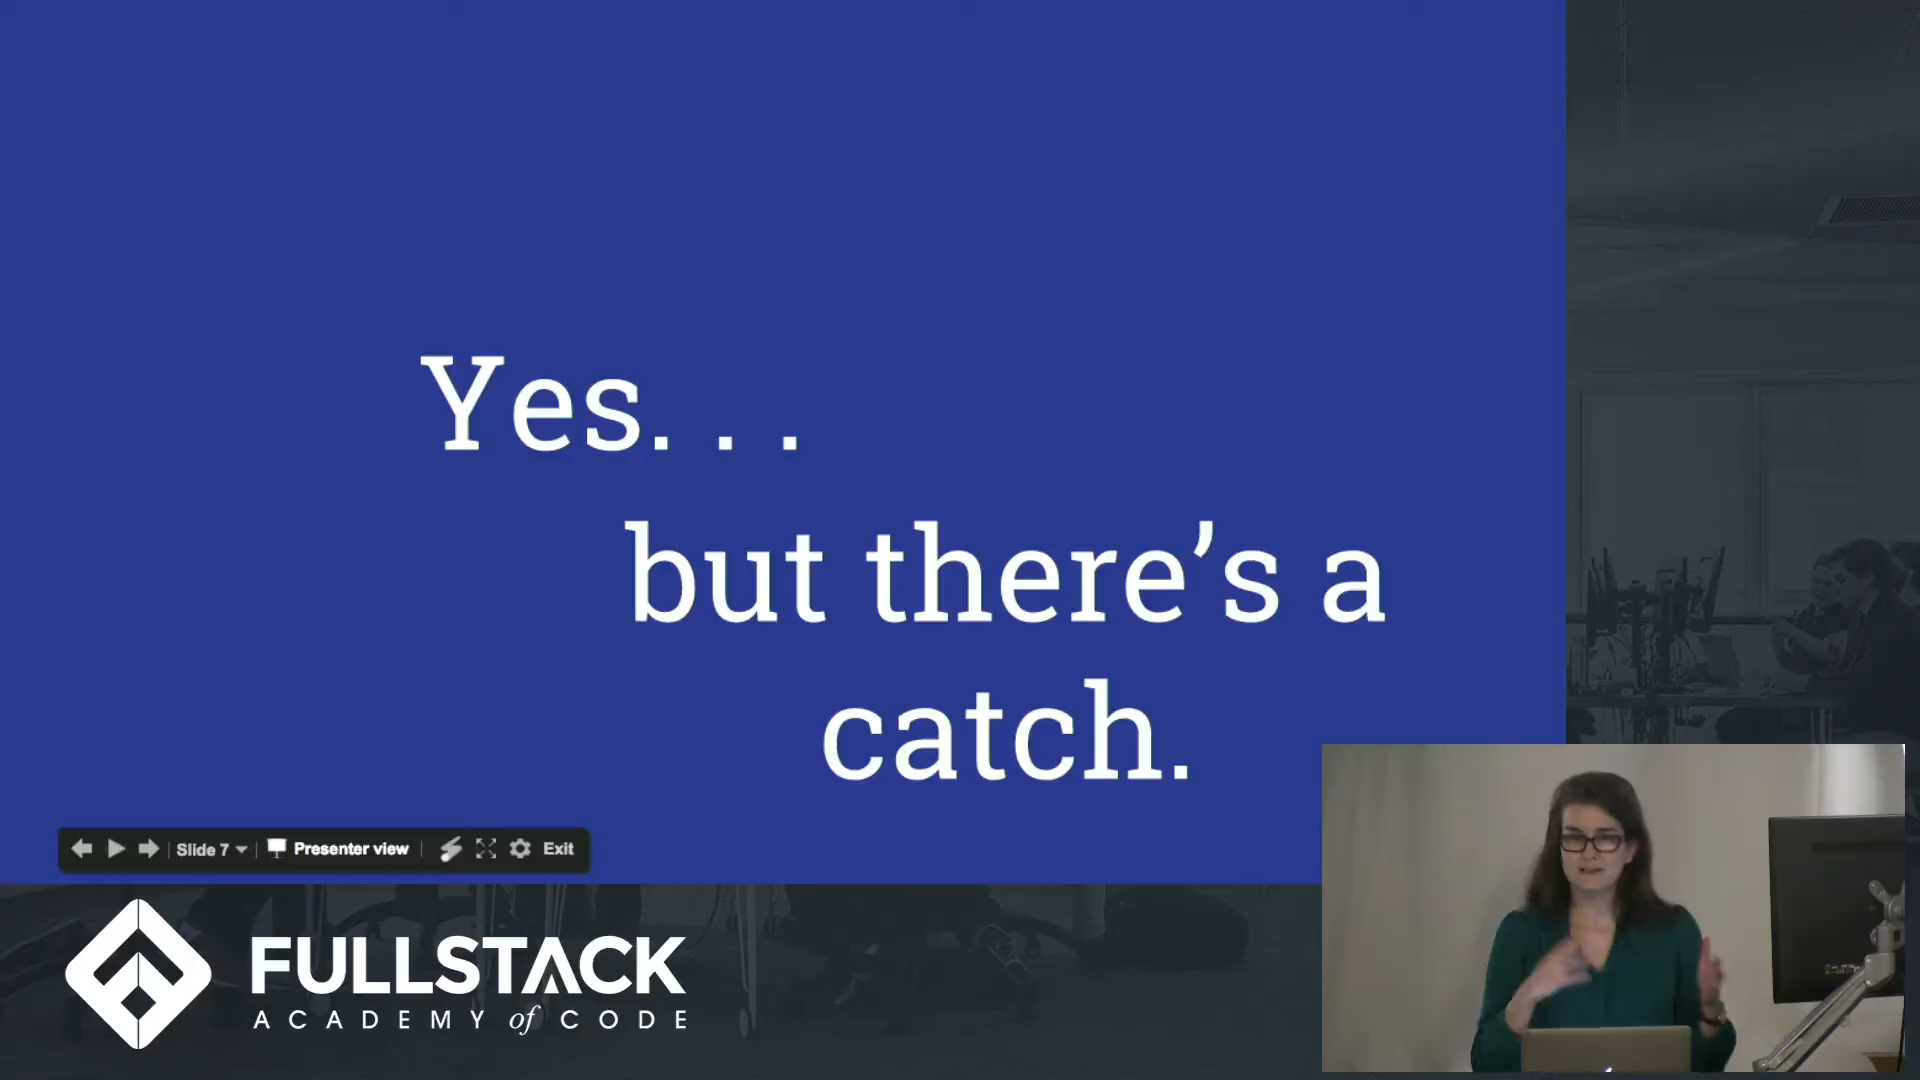 Yes. . .
but there’s a
catch.
Slide 7
Presenter view
Exit
FULLSTACK
ACADEMY of CODE